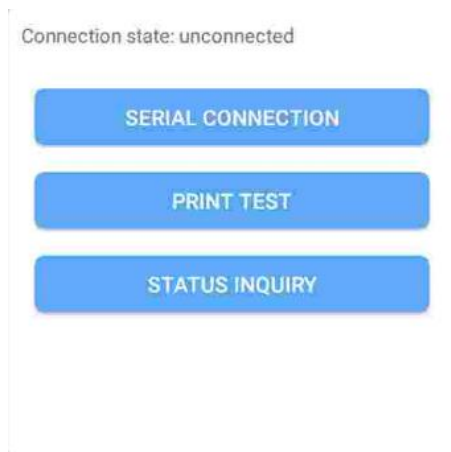 Connection state: unconnected
SERIAL CONNECTION
PRINT TEST
STATUS INQUIRY